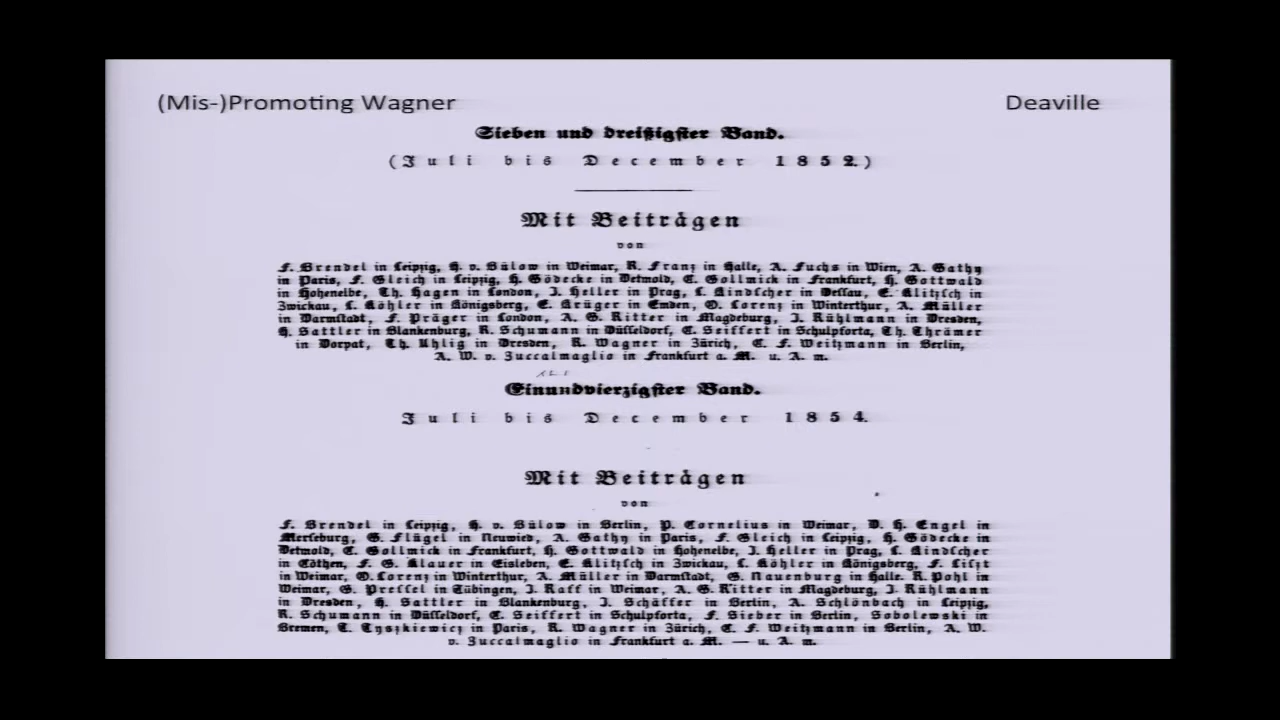 (Mis-)Promoting Wagner
Deaville
Sieben und dreißigster Band.
(Juli bis December 1852.)
Mit Beiträgen
von
F. Brendel in Leipzig, H. v. Bülow in Weimar, R. Franz in Halle, A. Fuchs in Wien, A. Gathy
in Paris, F. Gleich in Leipzig, H. Gödecke in Detmold, C. Gollmick in Frankfurt, H. Gottwald
in Hohenelbe, Th. Hagen in London, J. Heller in Prag, L. Kindscher in Dessau, E. Klitzsch in
Zwickau, L. Köhler in Königsberg, E. Krüger in Emden, O. Lorenz in Winterthur, A. Müller
in Darmstadt, F. Präger in London, A. G. Ritter in Magdeburg, J. Rühlmann in Dresden,
H. Sattler in Blankenburg, R. Schumann in Düsseldorf, C. Seiffert in Schulpforta, Th. Thrämer
in Dorpat, Th. Uhlig in Dresden, R. Wagner in Zürich, C. F. Weitzmann in Berlin,
A. W. v. Zuccalmaglio in Frankfurt a. M. u. A. m.
Einundvierzigster Band.
Juli bis December 1854.
Mit Beiträgen
von
F. Brendel in Leipzig, H. v. Bülow in Berlin, P. Cornelius in Weimar, D. H. Engel in
Merseburg, G. Flügel in Neuwied, A. Gathy in Paris, F. Gleich in Leipzig, H. Gödecke in
Detmold, C. Gollmick in Frankfurt, H. Gottwald in Hohenelbe, J. Heller in Prag, L. Kindscher
in Cöthen, F. G. Klauer in Eisleben, E. Klitzsch in Zwickau, L. Köhler in Königsberg, F. Liszt
in Weimar, O. Lorenz in Winterthur, A. Müller in Darmstadt, G. Nauenburg in Halle. R. Pohl in
Weimar, G. Pressel in Tübingen, J. Raff in Weimar, A. G. Ritter in Magdeburg, J. Rühlmann
in Dresden, H. Sattler in Blankenburg, J. Schäffer in Berlin, A. Schlönbach in Leipzig,
R. Schumann in Düsseldorf, C. Seiffert in Schulpforta, F. Sieber in Berlin, Sobolewski in
Bremen, T. Tyszkiewicz in Paris, R. Wagner in Zürich, C. F. Weitzmann in Berlin, A. W.
v. Zuccalmaglio in Frankfurt a. M. — u. A. m.